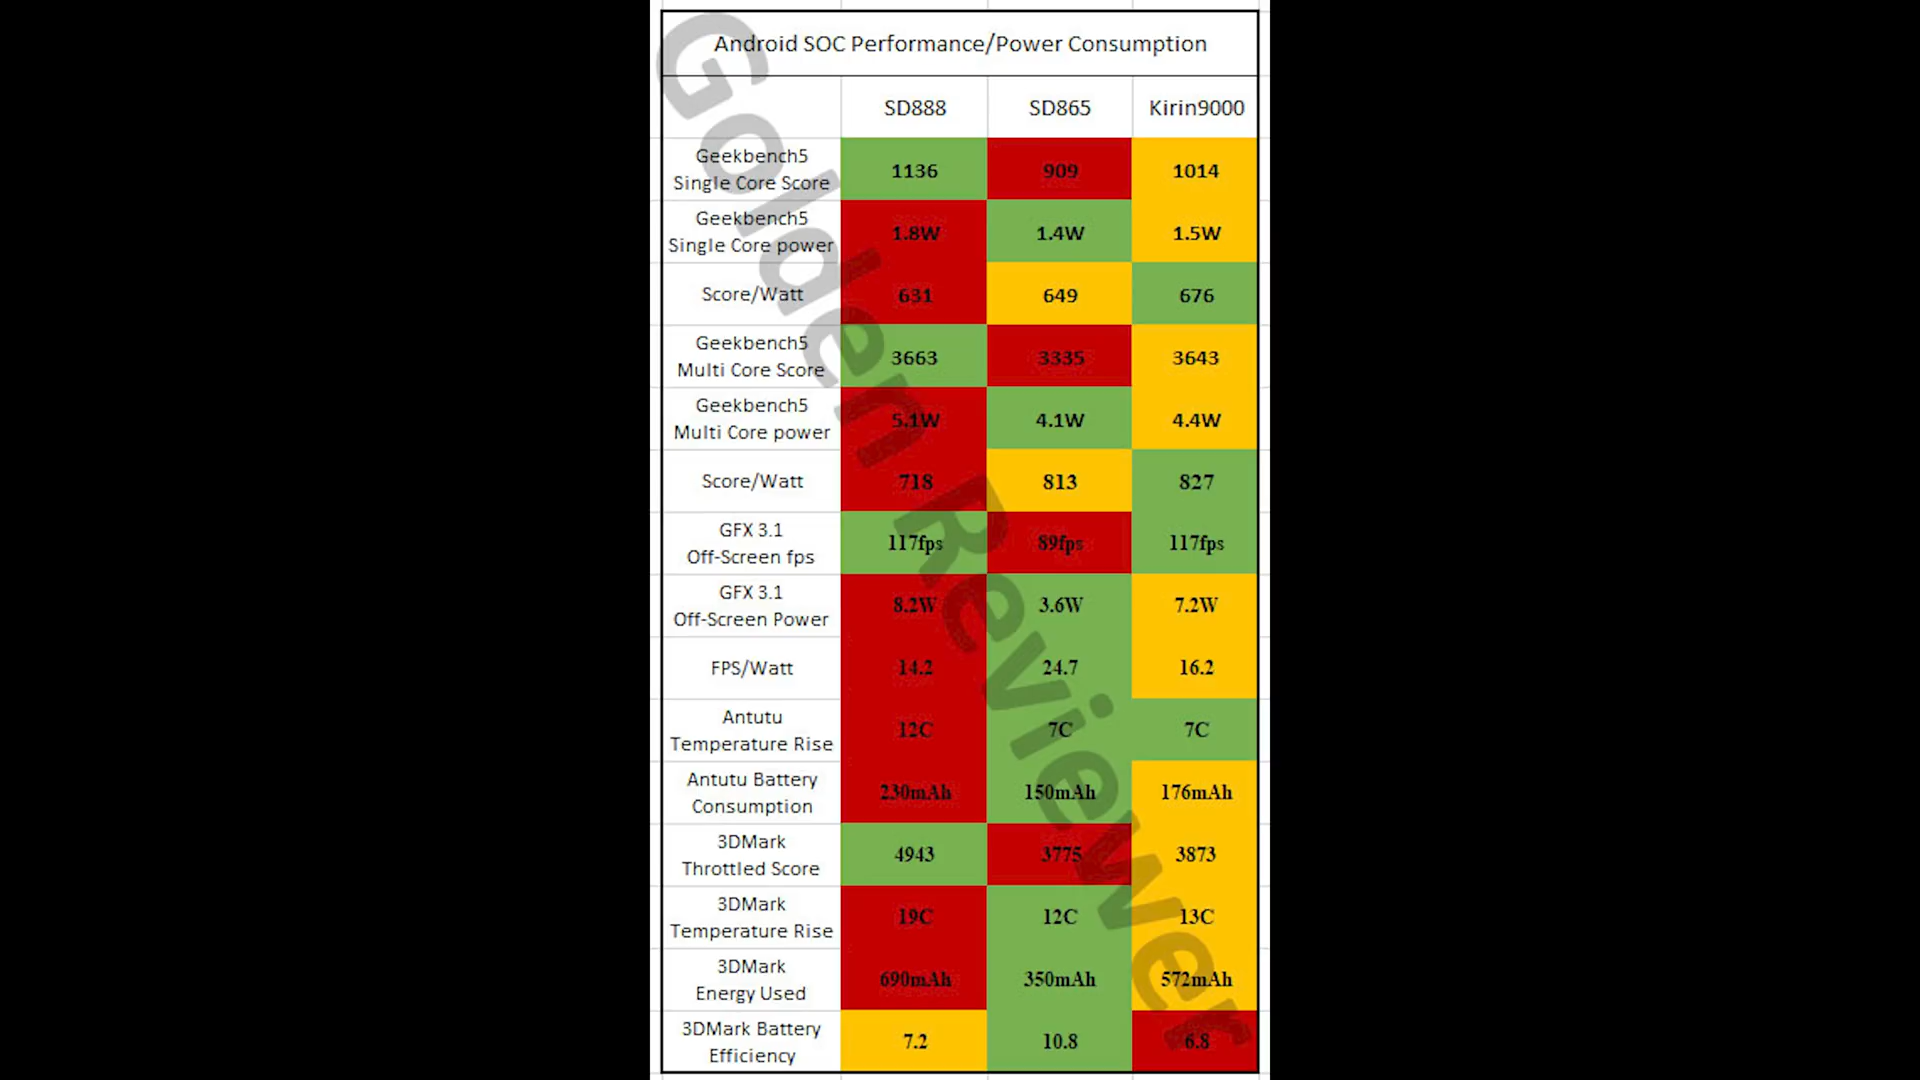 Android SOC Performance/Power Consumption
SD888 SD865 Kirin9000
Geekbench5
Single Core Score
1136 909 1014
Geekbench5
Single Core power
1.8W 1.4W 1.5W
Score/Watt 631 649 676
Geekbench5
Multi Core Score
3663 3335 3643
Geekbench5
Multi Core power
5.1W 4.1W 4.4W
Score/Watt 718 813 827
GFX 3.1
Off-Screen fps
117fps 89fps 117fps
GFX 3.1
Off-Screen Power
8.2W 3.6W 7.2W
FPS/Watt 14.2 24.7 16.2
Antutu
Temperature Rise
12C 7C 7C
Antutu Battery
Consumption
230mAh 150mAh 176mAh
3DMark
Throttled Score
4943 3775 3873
3DMark
Temperature Rise
19C 12C 13C
3DMark
Energy Used
690mAh 350mAh 572mAh
3DMark Battery
Efficiency
7.2 10.8 6.8
Golden Reviewer